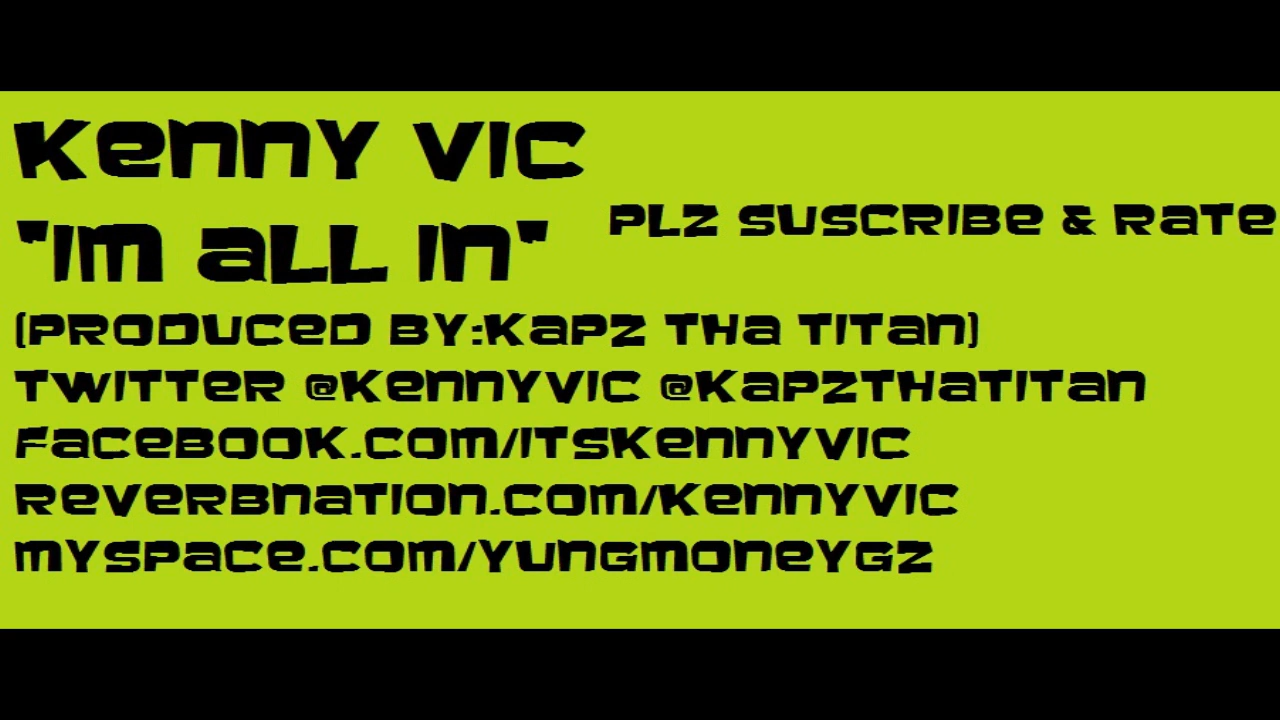 Kenny Vic
"Im all in"
Plz suscribe & rate
(Produced by:Kapz tha titan)
Twitter @Kennyvic @Kapzthatitan
Facebook.com/itskennyvic
Reverbnation.com/kennyvic
myspace.com/yungmoneygz